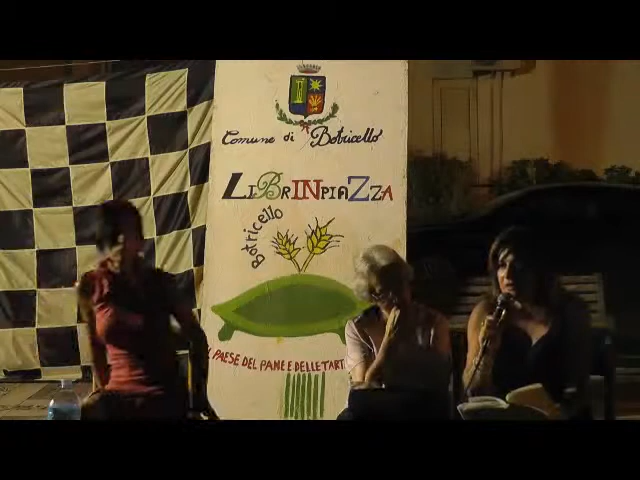 Comune di Botricello
LIBRINPIAZZA
Botricello
PAESE DEL PANE E DELLE TART